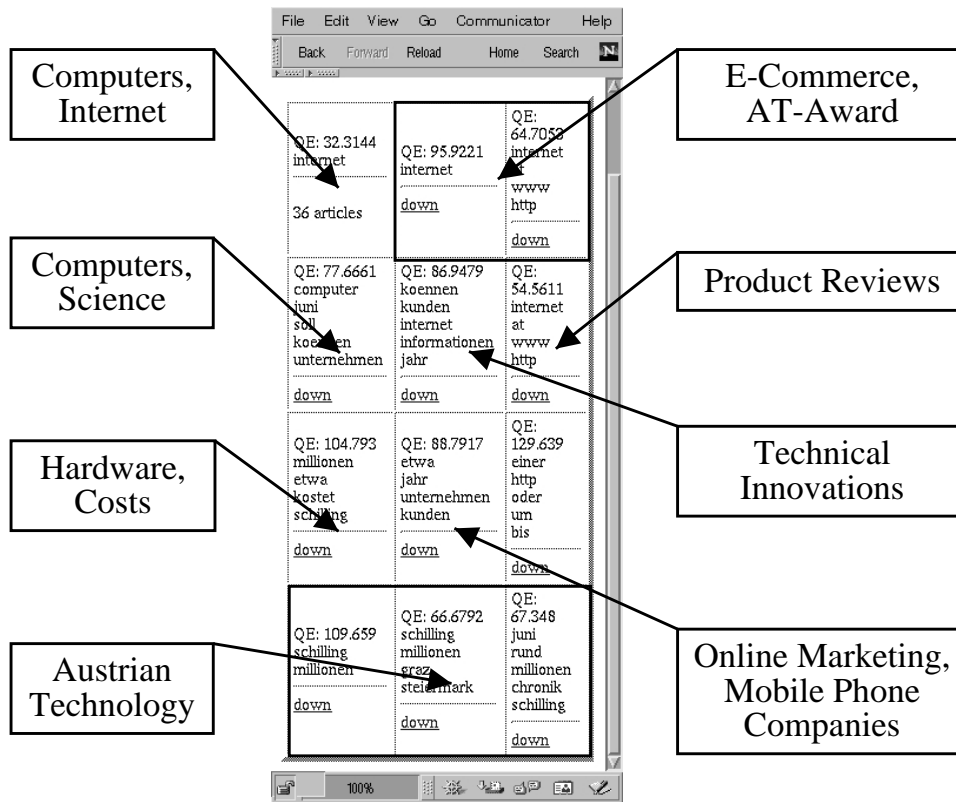 File Edit View Go Communicator Help
Back Forward Reload Home Search N
Computers,
Internet
E-Commerce,
AT-Award
QE: 32.3144
internet
36 articles
QE: 95.9221
internet
down
QE:
64.7053
internet
at
www
http
down
Computers,
Science
Product Reviews
QE: 77.6661
computer
juni
soll
koennen
unternehmen
down
QE: 86.9479
koennen
kunden
internet
informationen
jahr
down
QE:
54.5611
internet
at
www
http
down
Hardware,
Costs
Technical
Innovations
QE: 104.793
millionen
etwa
kostet
schilling
down
QE: 88.7917
etwa
jahr
unternehmen
kunden
down
QE:
129.639
einer
http
oder
um
bis
down
Austrian
Technology
Online Marketing,
Mobile Phone
Companies
QE: 109.659
schilling
millionen
down
QE: 66.6792
schilling
millionen
graz
steiermark
down
QE:
67.348
juni
rund
millionen
chronik
schilling
down
100%